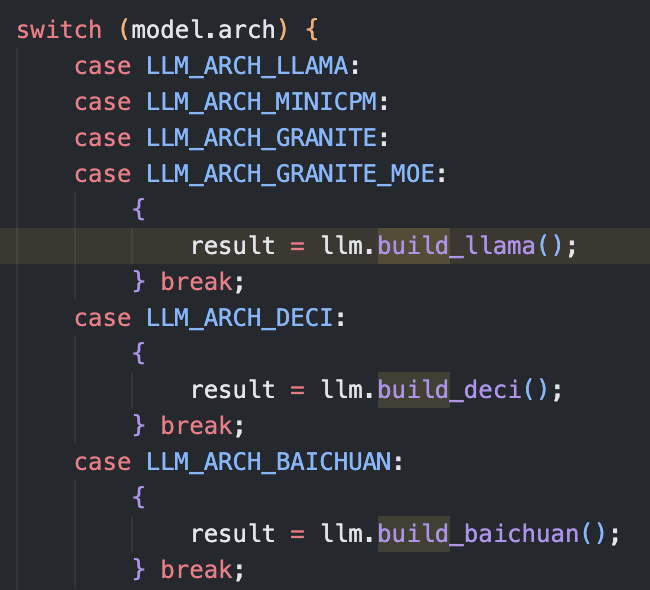 switch (model.arch) {
    case LLM_ARCH_LLAMA:
    case LLM_ARCH_MINICPM:
    case LLM_ARCH_GRANITE:
    case LLM_ARCH_GRANITE_MOE:
        {
            result = llm.build_llama();
        } break;
    case LLM_ARCH_DECI:
        {
            result = llm.build_deci();
        } break;
    case LLM_ARCH_BAICHUAN:
        {
            result = llm.build_baichuan();
        } break;